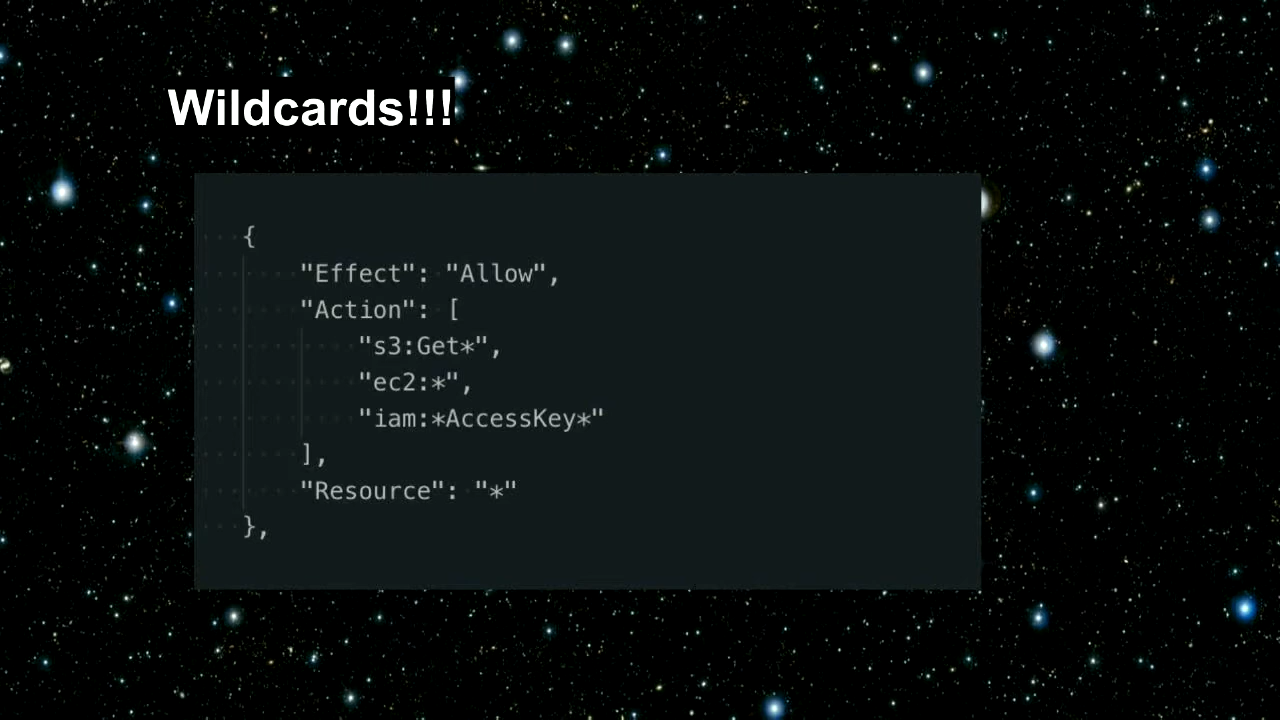 Wildcards!!!
{
"Effect": "Allow",
"Action": [
"s3:Get*",
"ec2:*",
"iam:*AccessKey*"
],
"Resource": "*"
},